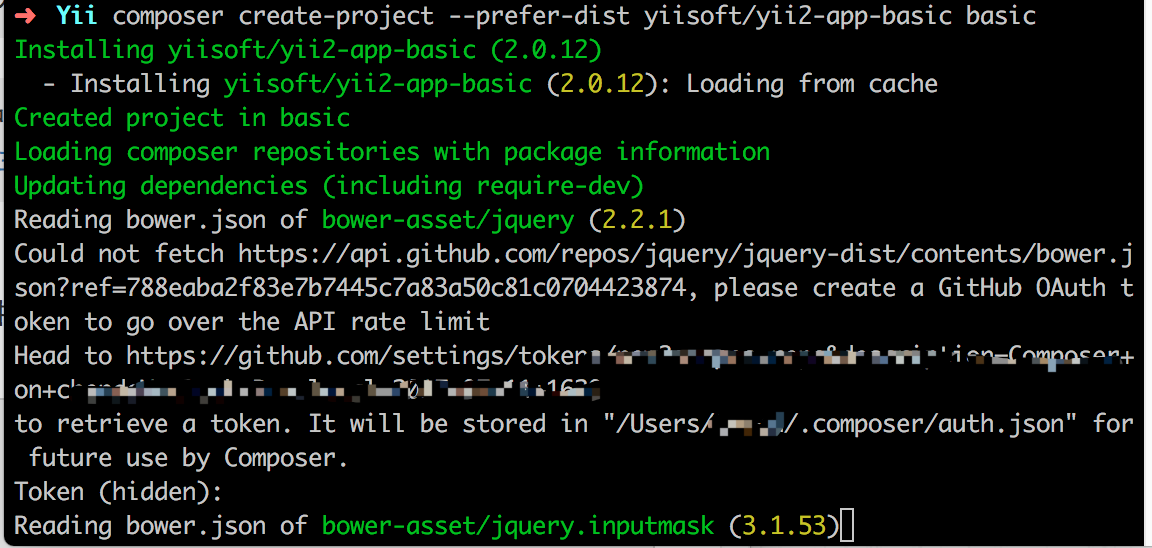 ➜ Yii composer create-project --prefer-dist yiisoft/yii2-app-basic basic
Installing yiisoft/yii2-app-basic (2.0.12)
- Installing yiisoft/yii2-app-basic (2.0.12): Loading from cache
Created project in basic
Loading composer repositories with package information
Updating dependencies (including require-dev)
Reading bower.json of bower-asset/jquery (2.2.1)
Could not fetch https://api.github.com/repos/jquery/jquery-dist/contents/bower.j
son?ref=788eaba2f83e7b7445c7a83a50c81c0704423874, please create a GitHub OAuth t
oken to go over the API rate limit
Head to https://github.com/settings/token =Composer+
on+c
to retrieve a token. It will be stored in "/Users/ /.composer/auth.json" for
future use by Composer.
Token (hidden):
Reading bower.json of bower-asset/jquery.inputmask (3.1.53)